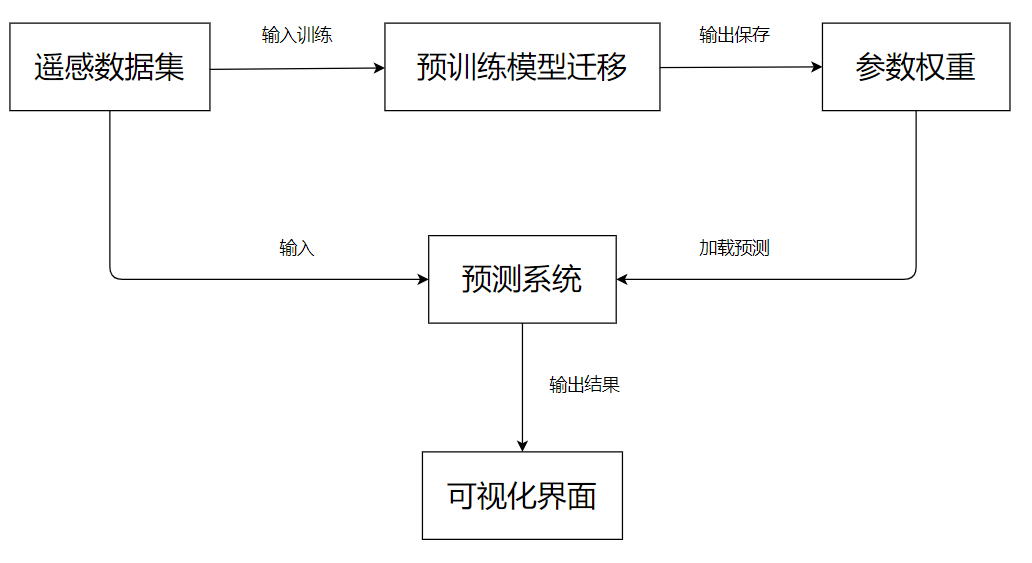 遥感数据集
输入训练
预训练模型迁移
输出保存
参数权重
输入
预测系统
加载预测
输出结果
可视化界面